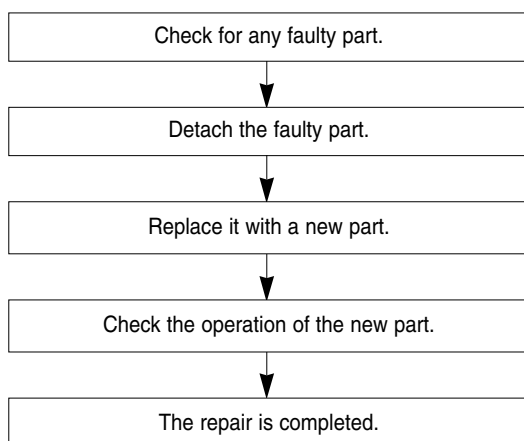 Check for any faulty part.
Detach the faulty part.
Replace it with a new part.
Check the operation of the new part.
The repair is completed.